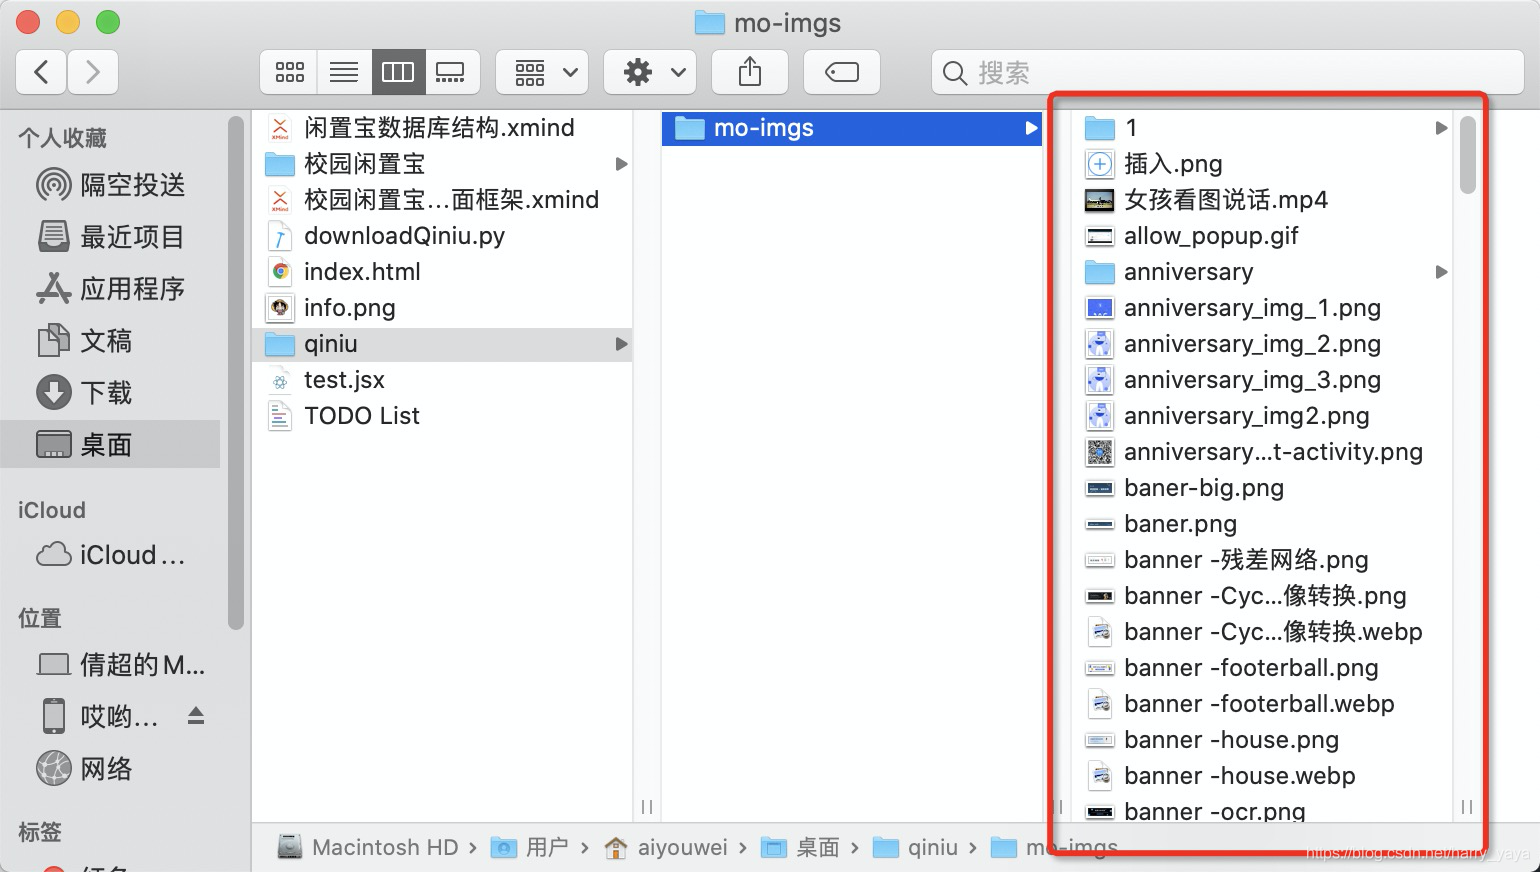 mo-imgs
搜索
个人收藏
隔空投送
最近项目
应用程序
文稿
下载
桌面
iCloud
iCloud...
位置
倩超的M...
哎哟...
网络
标签
红色
闲置宝数据库结构.xmind
校园闲置宝
校园闲置宝...面框架.xmind
downloadQiniu.py
index.html
info.png
qiniu
test.jsx
TODO List
mo-imgs
1
插入.png
女孩看图说话.mp4
allow_popup.gif
anniversary
anniversary_img_1.png
anniversary_img_2.png
anniversary_img_3.png
anniversary_img2.png
anniversary...t-activity.png
baner-big.png
baner.png
banner -残差网络.png
banner -Cyc...像转换.png
banner -Cyc...像转换.webp
banner -footerball.png
banner -footerball.webp
banner -house.png
banner -house.webp
banner -ocr.png
Macintosh HD › 用户 › aiyouwei › 桌面 › qiniu › mo-imgs
https://blog.csdn.net/harry_yaya